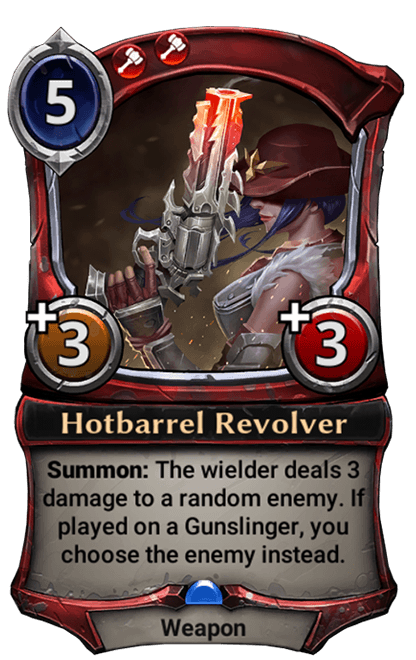 5
+3
+3
Hotbarrel Revolver
Summon: The wielder deals 3
damage to a random enemy. If
played on a Gunslinger, you
choose the enemy instead.
Weapon